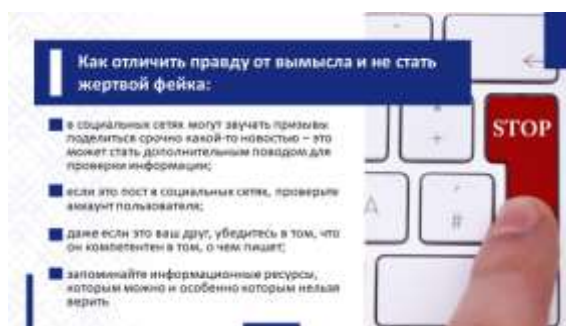 Как отличить правду от вымысла и не стать
жертвой фейка:
в социальных сетях могут звучать призывы
поделиться срочно какой-то новостью – это
может стать дополнительным поводом для
проверки информации;
если это пост в социальных сетях, проверьте
аккаунт пользователя;
даже если это ваш друг, убедитесь в том, что
он компетентен в том, о чем пишет;
запоминайте информационные ресурсы,
которым можно и особенно которым нельзя
верить
STOP
+
A
#